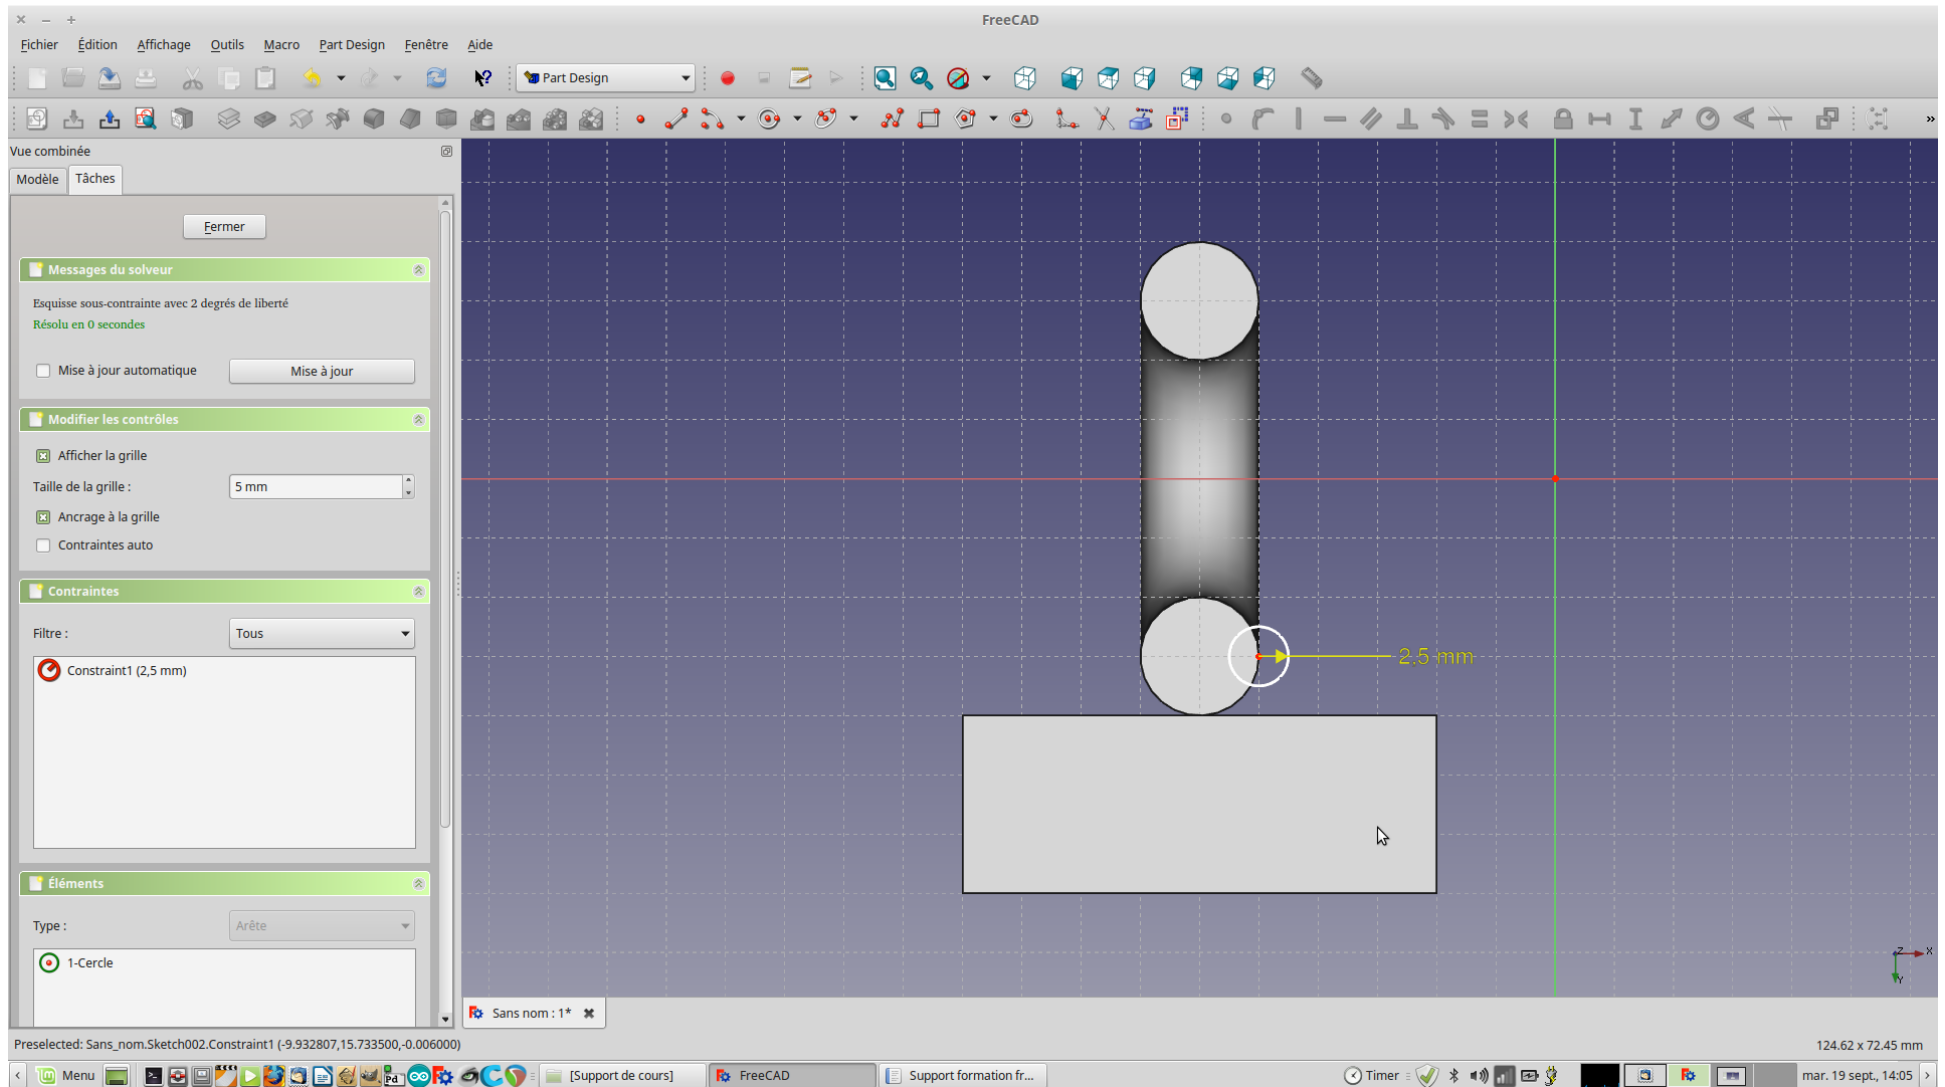 FreeCAD
Fichier Édition Affichage Outils Macro Part Design Fenêtre Aide
Part Design
»
Vue combinée
Modèle Tâches
Fermer
Messages du solveur
Esquisse sous-contrainte avec 2 degrés de liberté
Résolu en 0 secondes
Mise à jour automatique Mise à jour
Modifier les contrôles
Afficher la grille
Taille de la grille : 5 mm
Ancrage à la grille
Contraintes auto
Contraintes
Filtre : Tous
Constraint1 (2,5 mm)
Éléments
Type : Arête
1-Cercle
2.5 mm
Z X
Y
Sans nom : 1*
Preselected: Sans_nom.Sketch002.Constraint1 (-9.932807,15.733500,-0.006000) 124.62 x 72.45 mm
Menu Pd [Support de cours] FreeCAD Support formation fr... Timer mar. 19 sept., 14:05